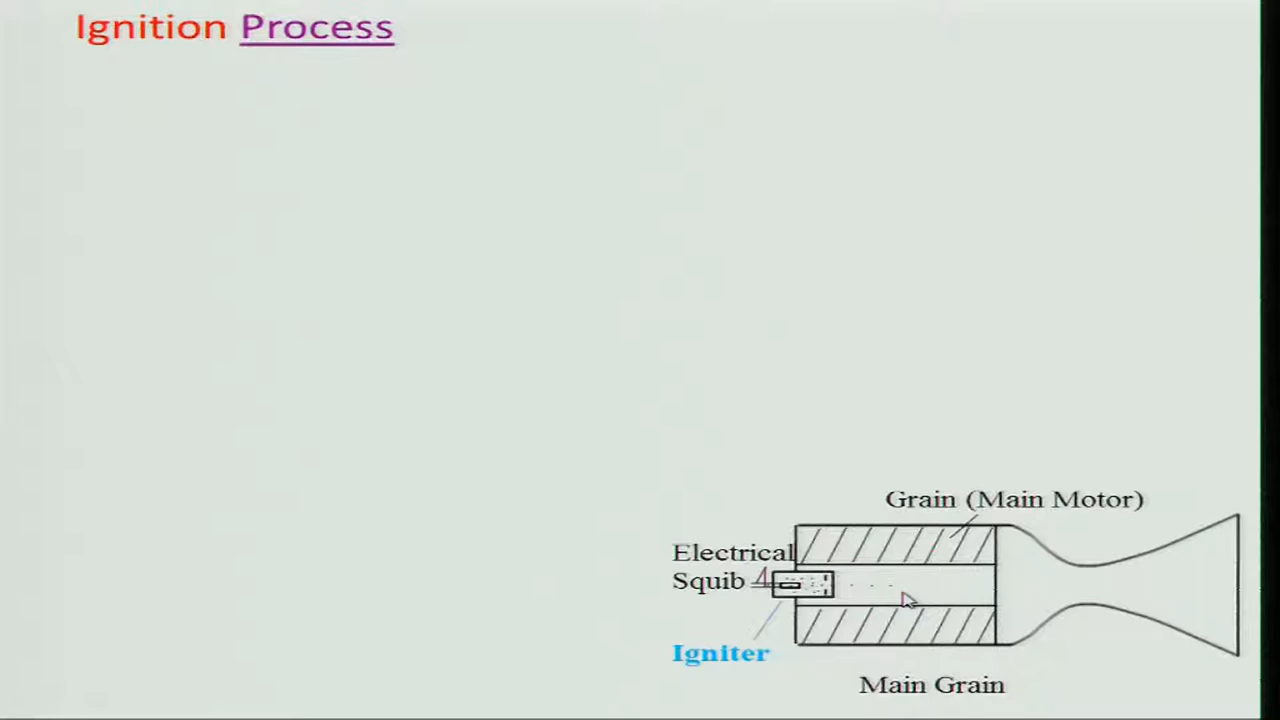 Ignition Process
Grain (Main Motor)
Electrical
Squib
Igniter
Main Grain